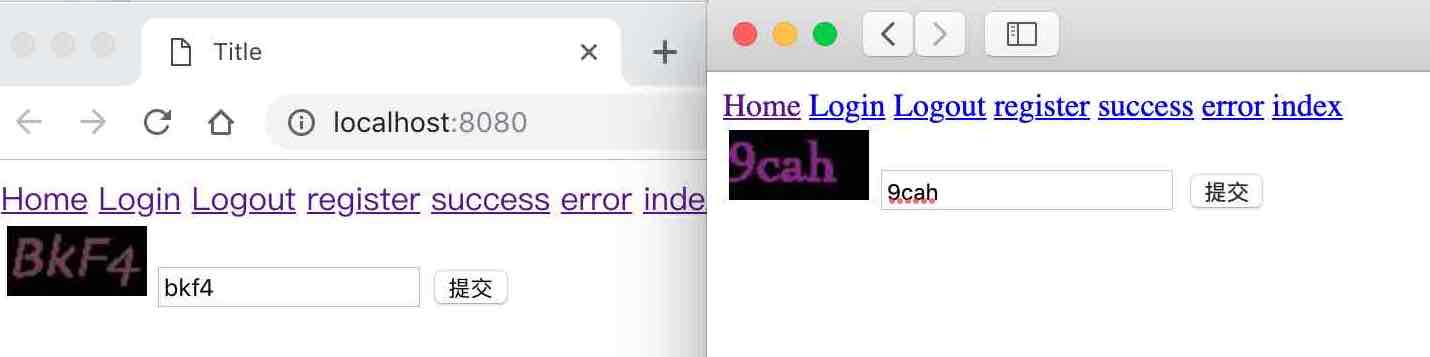 Title
localhost:8080
Home Login Logout register success error inde
BkF4 bkf4 提交
Home Login Logout register success error index
9cah 9cah 提交